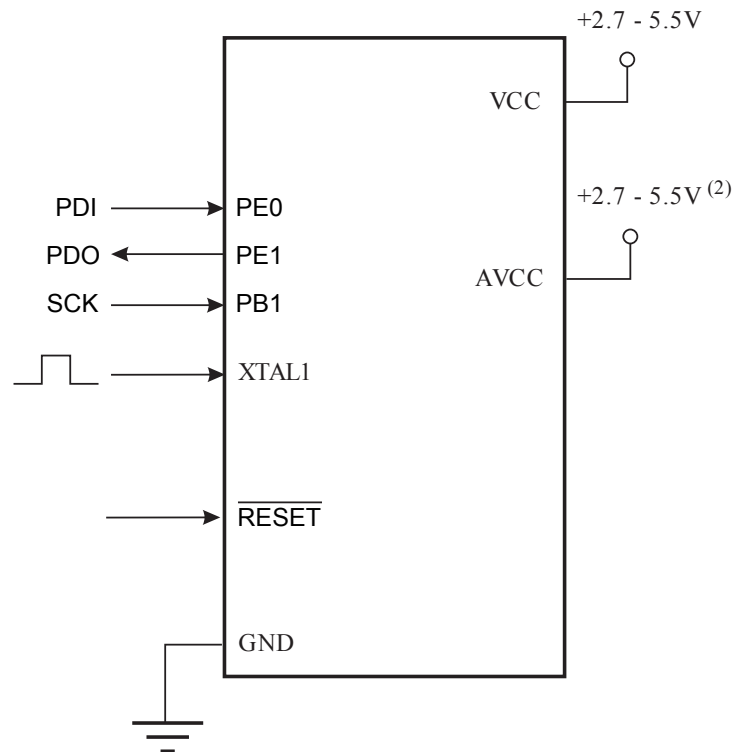 +2.7 - 5.5V
VCC
+2.7 - 5.5V (2)
PDI PE0
PDO PE1
AVCC
SCK PB1
XTAL1
RESET
GND